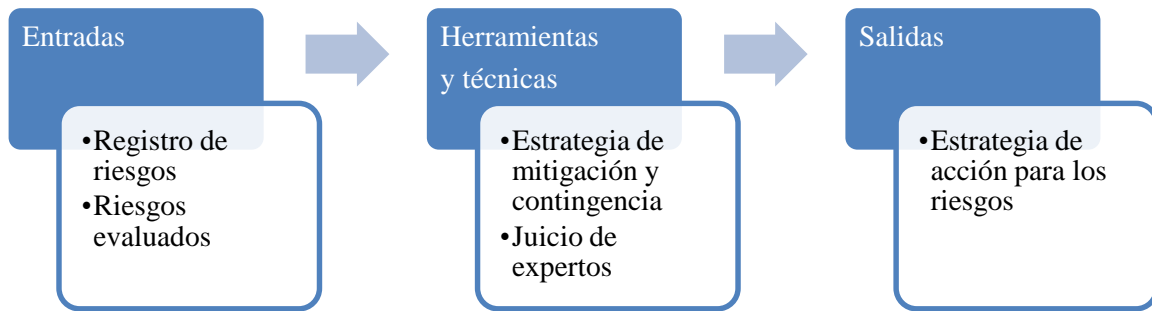 Entradas
•Registro de
riesgos
•Riesgos
evaluados
Herramientas
y técnicas
•Estrategia de
mitigación y
contingencia
•Juicio de
expertos
Salidas
•Estrategia de
acción para los
riesgos